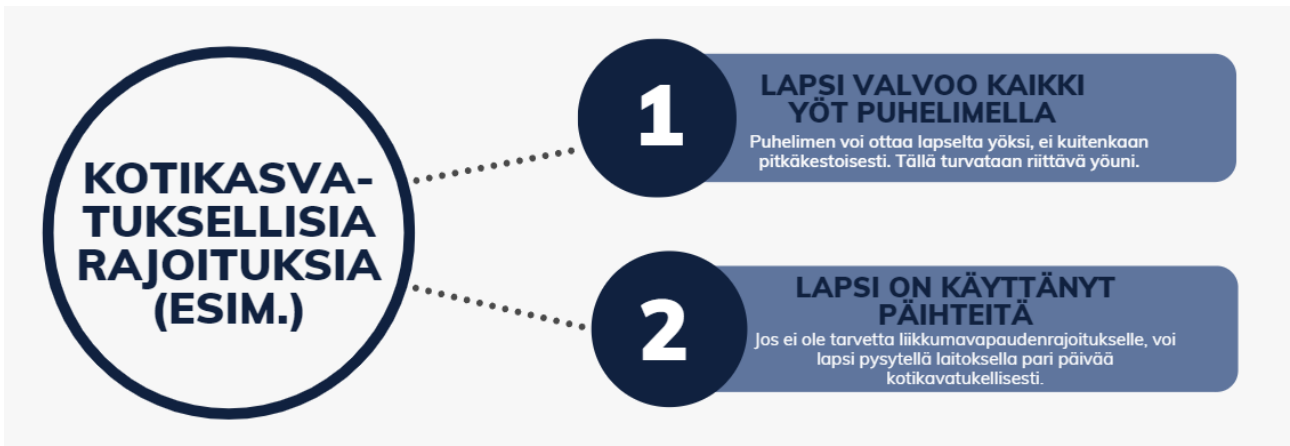 KOTIKASVA-
TUKSELLISIA
RAJOITUKSIA
(ESIM.)
1
LAPSI VALVOO KAIKKI
YÖT PUHELIMELLA
Puhelimen voi ottaa lapselta yöksi, ei kuitenkaan
pitkäkestoisesti. Tällä turvataan riittävä yöuni.
2
LAPSI ON KÄYTTÄNYT
PÄIHTEITÄ
Jos ei ole tarvetta liikkumavapaudenrajoitukselle, voi
lapsi pysytellä laitoksella pari päivää
kotikavatukellisesti.